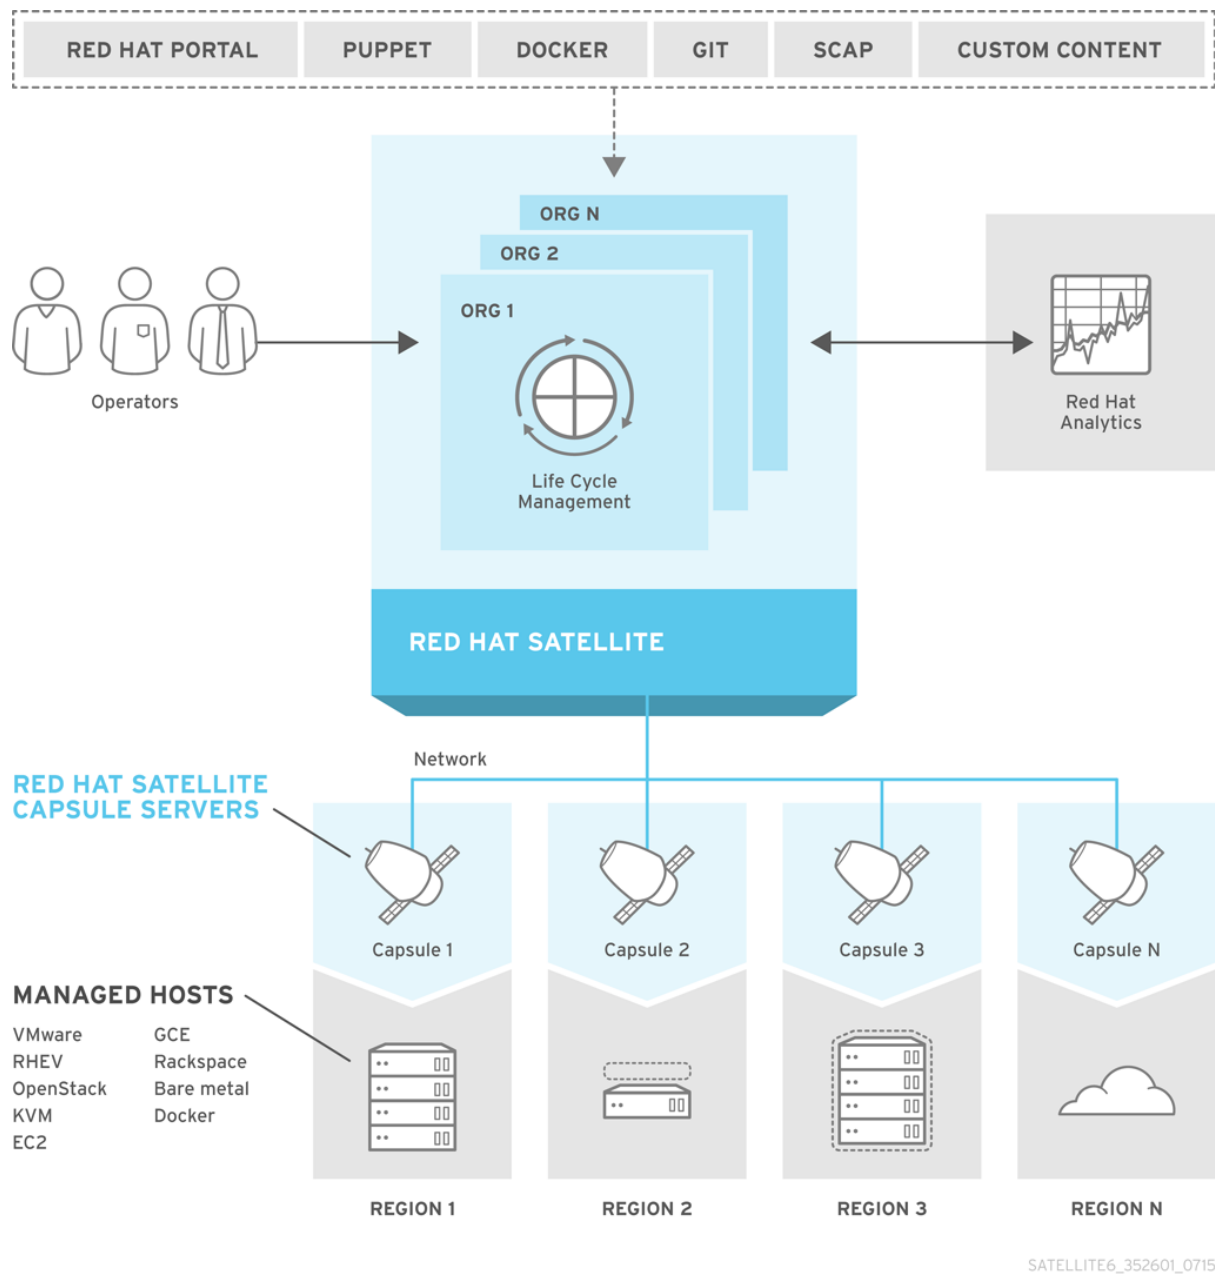 RED HAT PORTAL
PUPPET
DOCKER
GIT
SCAP
CUSTOM CONTENT
ORG N
ORG 2
ORG 1
Life Cycle
Management
Operators
Red Hat
Analytics
RED HAT SATELLITE
Network
RED HAT SATELLITE
CAPSULE SERVERS
Capsule 1
Capsule 2
Capsule 3
Capsule N
MANAGED HOSTS
VMware
RHEV
OpenStack
KVM
EC2
GCE
Rackspace
Bare metal
Docker
REGION 1
REGION 2
REGION 3
REGION N
SATELLITE6_352601_0715